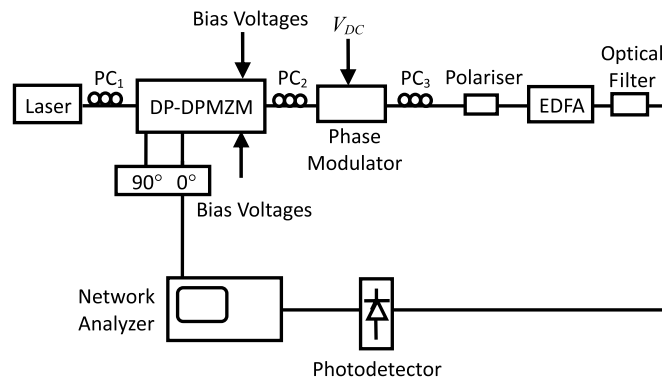 Bias Voltages
V_DC
Optical
Filter
PC₁
PC₂
PC₃
Polariser
Laser
DP-DPMZM
EDFA
Phase
Modulator
90° 0°
Bias Voltages
Network
Analyzer
Photodetector